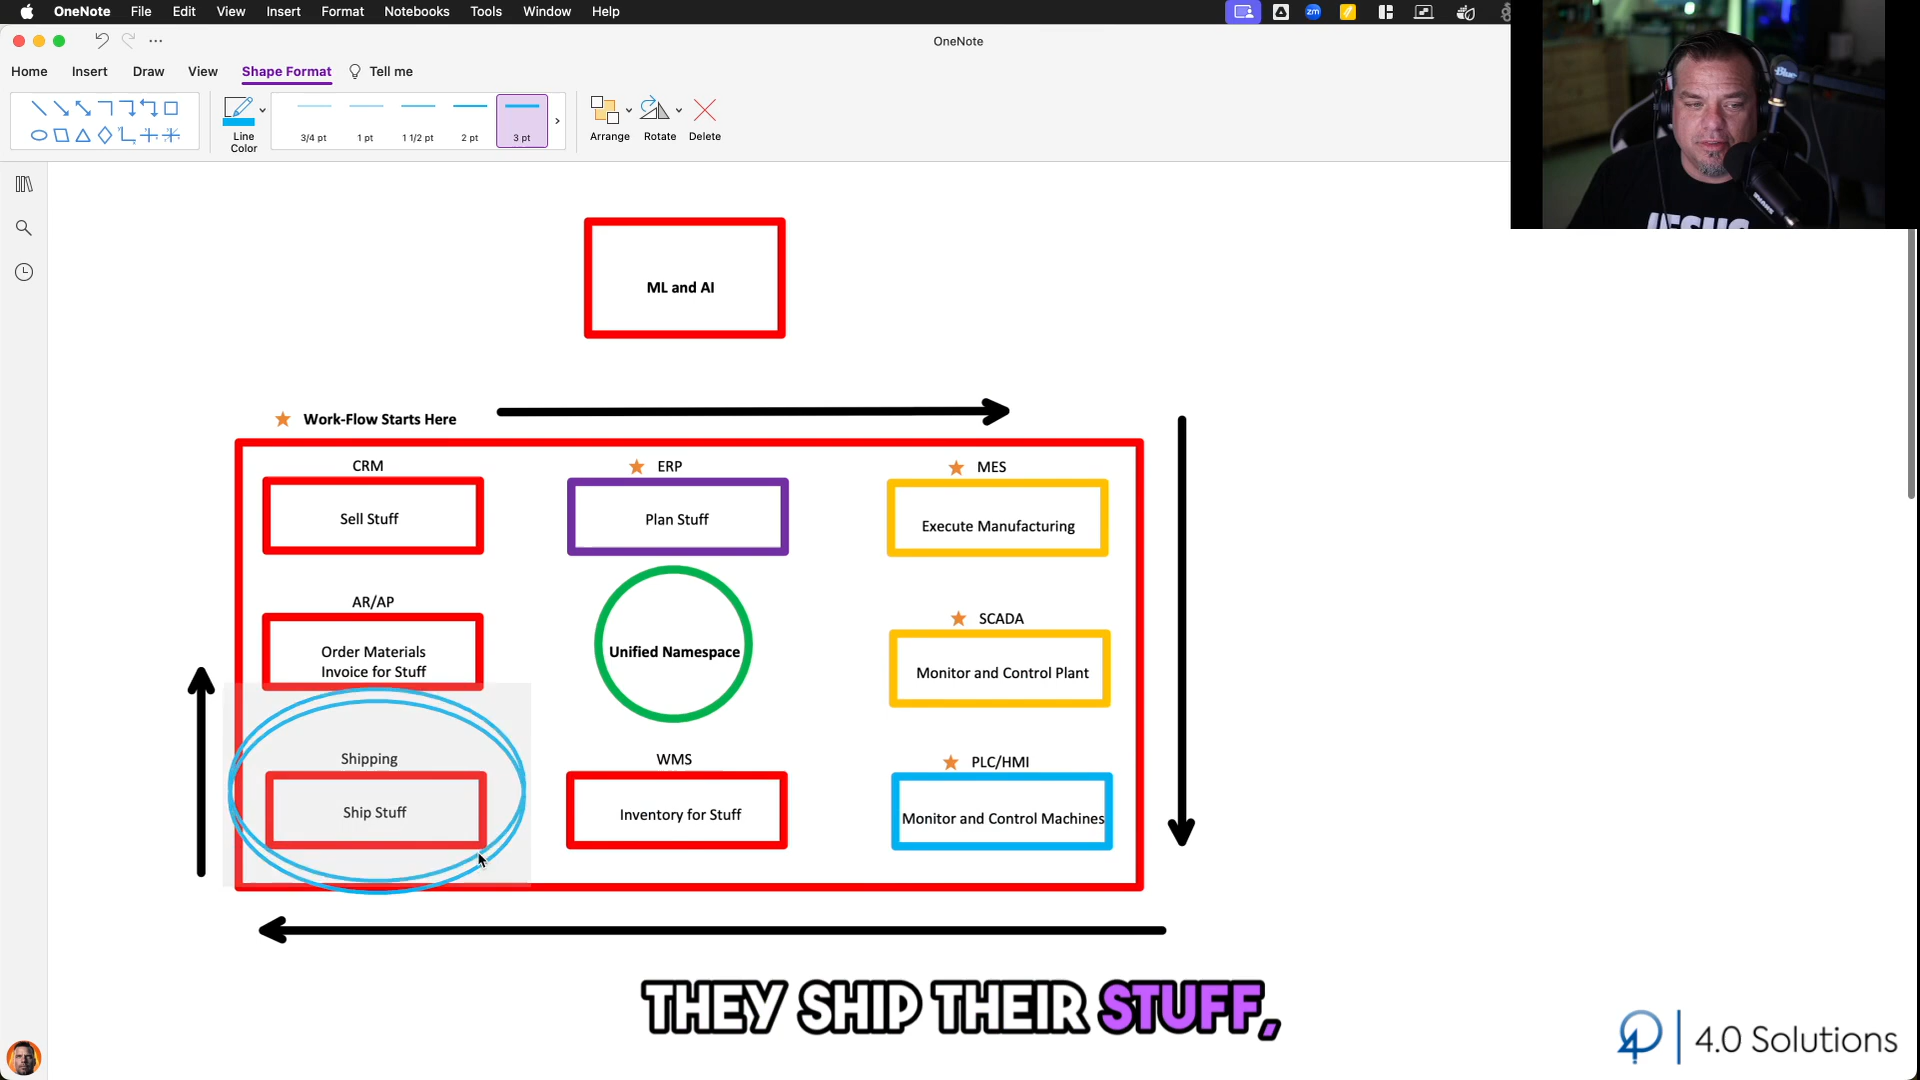 OneNote File Edit View Insert Format Notebooks Tools Window Help
zm
OneNote
Home Insert Draw View Shape Format Tell me
3/4 pt 1 pt 1 1/2 pt 2 pt 3 pt
Line Color
Arrange Rotate Delete
Blue
JESUS
ML and AI
Work-Flow Starts Here
CRM ERP MES
Sell Stuff Plan Stuff Execute Manufacturing
AR/AP SCADA
Order Materials
Invoice for Stuff
Unified Namespace
Monitor and Control Plant
Shipping WMS PLC/HMI
Ship Stuff Inventory for Stuff Monitor and Control Machines
THEY SHIP THEIR STUFF,
4.0 Solutions